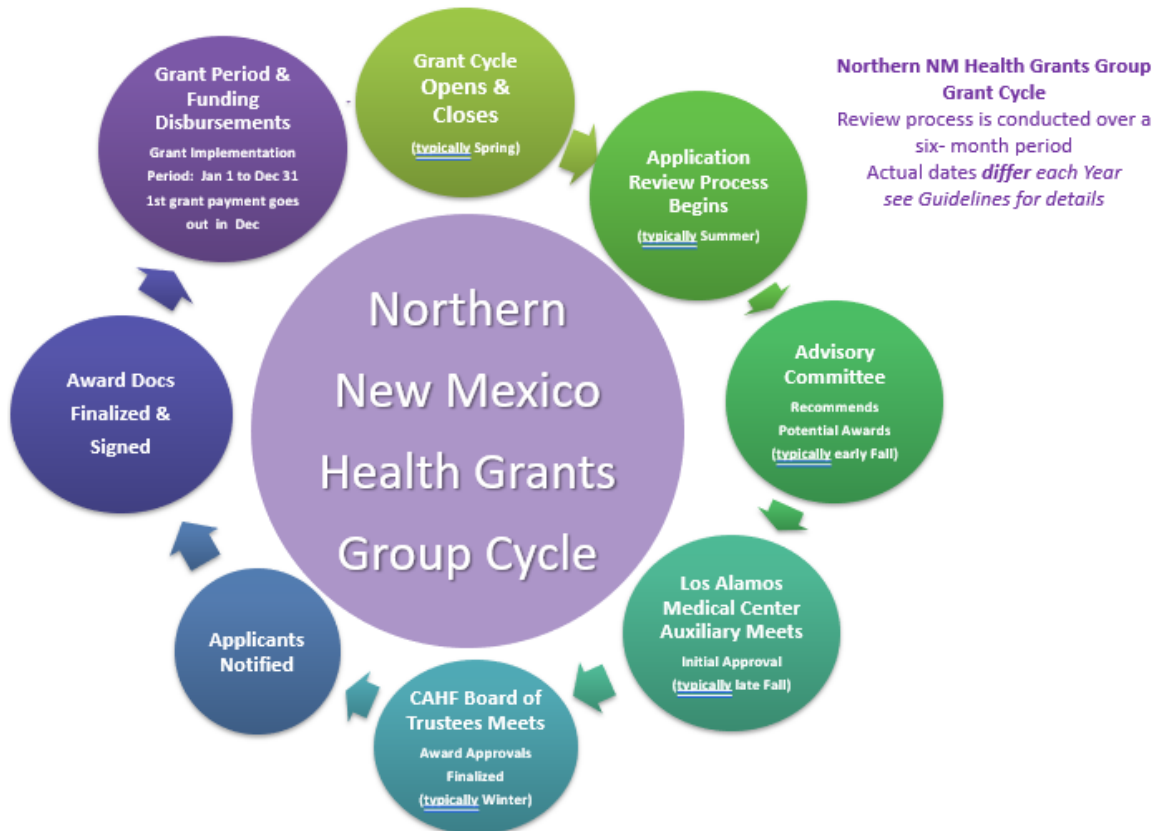 Northern
New Mexico
Health Grants
Group Cycle
Grant Cycle
Opens &
Closes
(typically Spring)
Application
Review Process
Begins
(typically Summer)
Advisory
Committee
Recommends
Potential Awards
(typically early Fall)
Los Alamos
Medical Center
Auxiliary Meets
Initial Approval
(typically late Fall)
CAHF Board of
Trustees Meets
Award Approvals
Finalized
(typically Winter)
Applicants
Notified
Award Docs
Finalized &
Signed
Grant Period &
Funding
Disbursements
Grant Implementation
Period: Jan 1 to Dec 31
1st grant payment goes
out in Dec
Northern NM Health Grants Group
Grant Cycle
Review process is conducted over a
six- month period
Actual dates differ each Year
see Guidelines for details